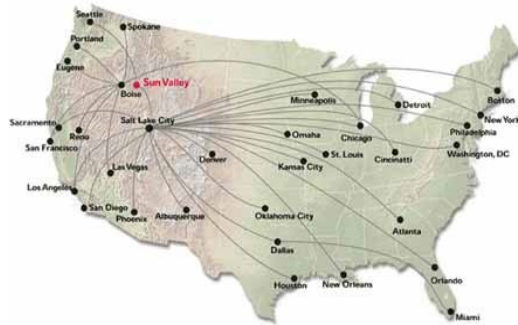 Seattle
Spokane
Portland
Eugene
Sun Valley
Boise
Minneapolis
Detroit
Boston
New York
Sacramento
Reno
Salt Lake City
Omaha
Chicago
Philadelphia
San Francisco
Denver
St. Louis
Cincinatti
Washington, DC
Las Vegas
Kansas City
Los Angeles
San Diego
Phoenix
Albuquerque
Oklahoma City
Atlanta
Dallas
Houston
New Orleans
Orlando
Miami